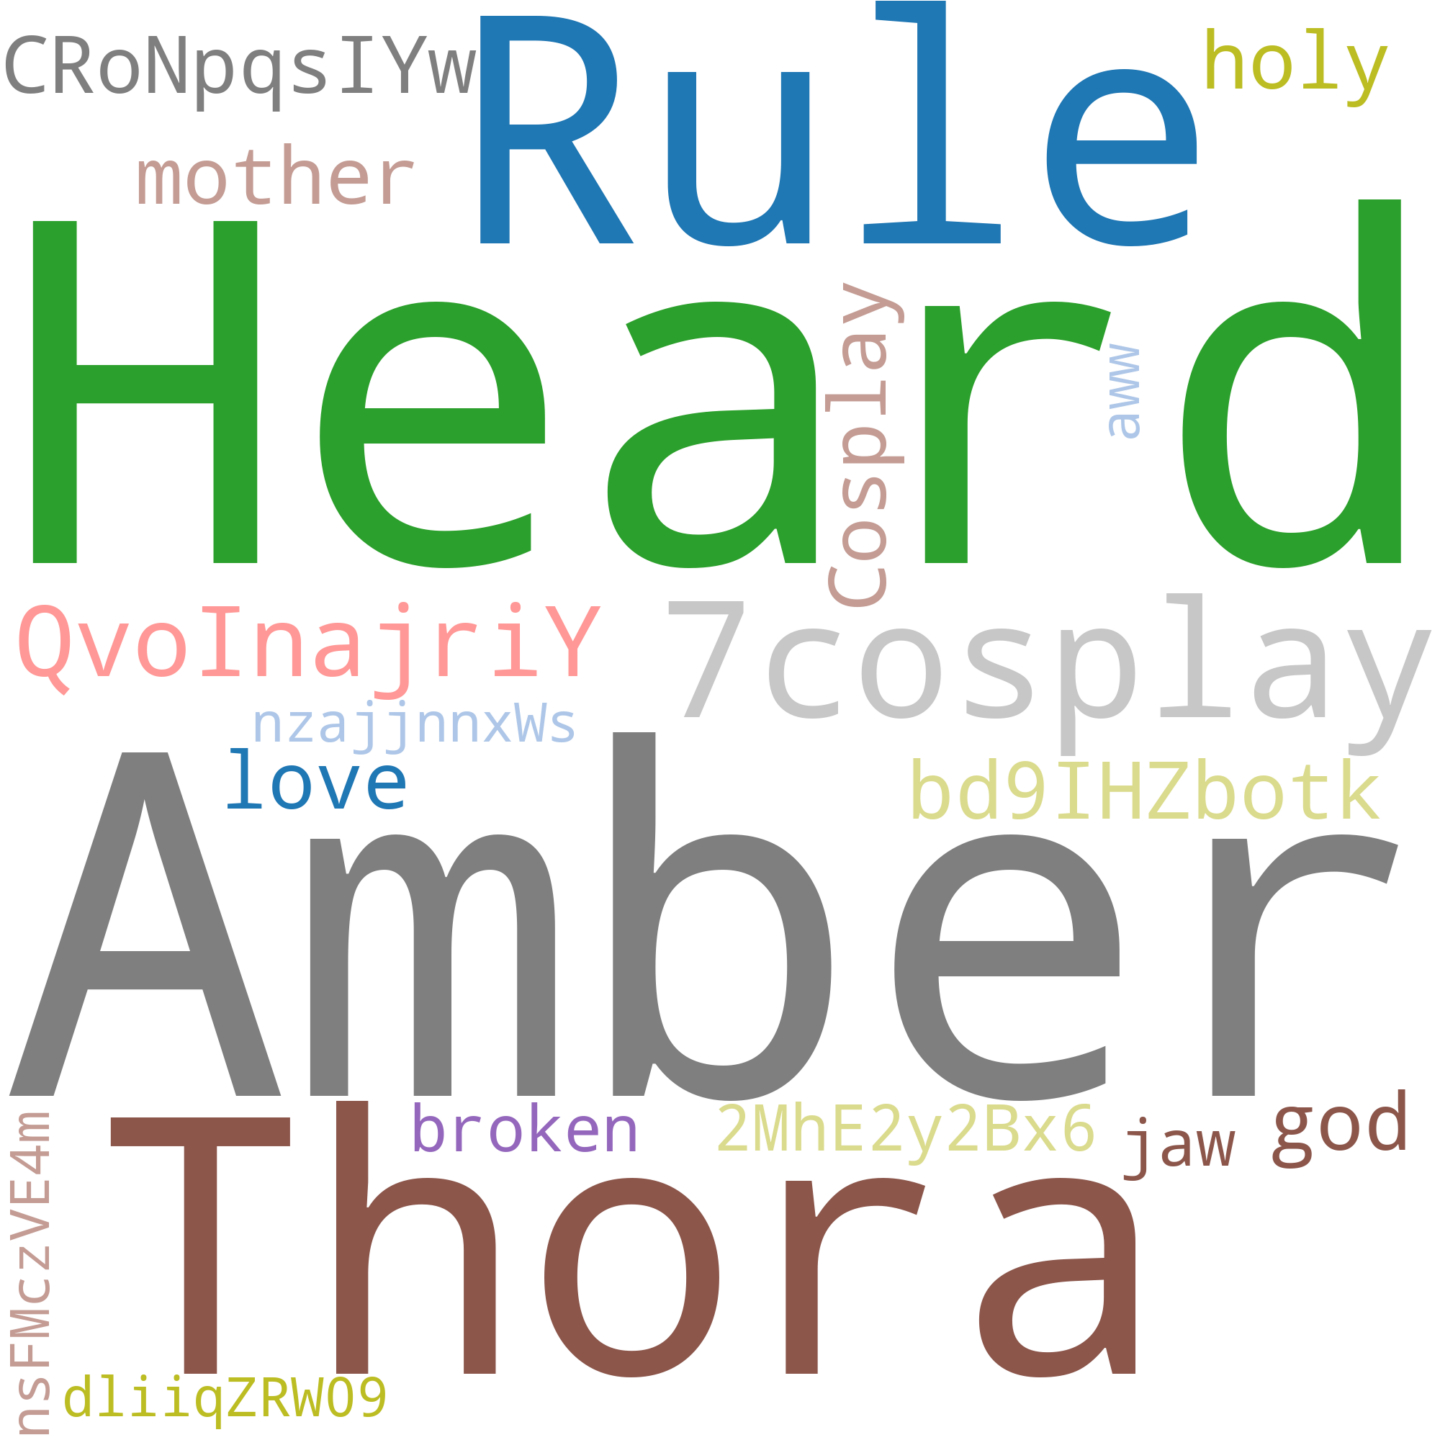 CRoNpqsIYw
Rule
holy
mother
Heard
Cosplay
aww
QvoInajriY
7cosplay
nzajjnnxWs
love
bd9IHZbotk
Amber
nsFMczVE4m
Thora
broken
2MhE2y2Bx6
jaw
god
dliiqZRWO9